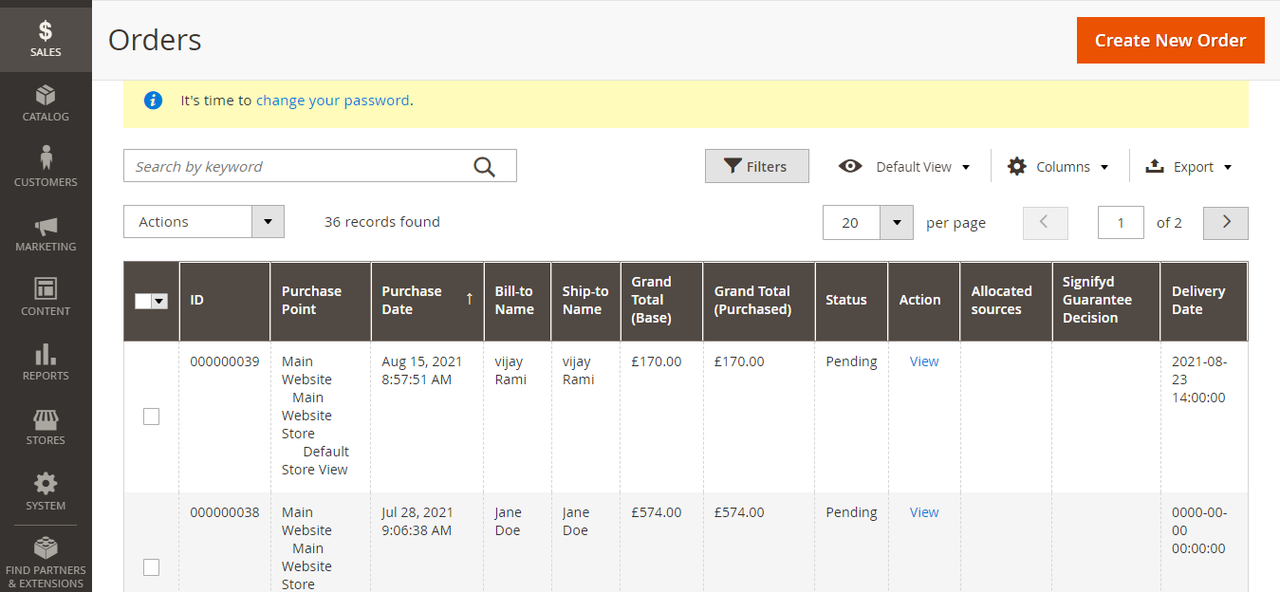 $
SALES
CATALOG
CUSTOMERS
MARKETING
CONTENT
REPORTS
STORES
SYSTEM
FIND PARTNERS
& EXTENSIONS
Orders
Create New Order
It's time to change your password.
Search by keyword
Filters
Default View
Columns
Export
Actions
36 records found
20
per page
1
of 2
ID
Purchase
Point
Purchase
Date
↑
Bill-to
Name
Ship-to
Name
Grand
Total
(Base)
Grand Total
(Purchased)
Status
Action
Allocated
sources
Signifyd
Guarantee
Decision
Delivery
Date
000000039
Main
Website
Main
Website
Store
Default
Store View
Aug 15, 2021
8:57:51 AM
vijay
Rami
vijay
Rami
£170.00
£170.00
Pending
View
2021-08-
23
14:00:00
000000038
Main
Website
Main
Website
Store
Jul 28, 2021
9:06:38 AM
Jane
Doe
Jane
Doe
£574.00
£574.00
Pending
View
0000-00-
00
00:00:00